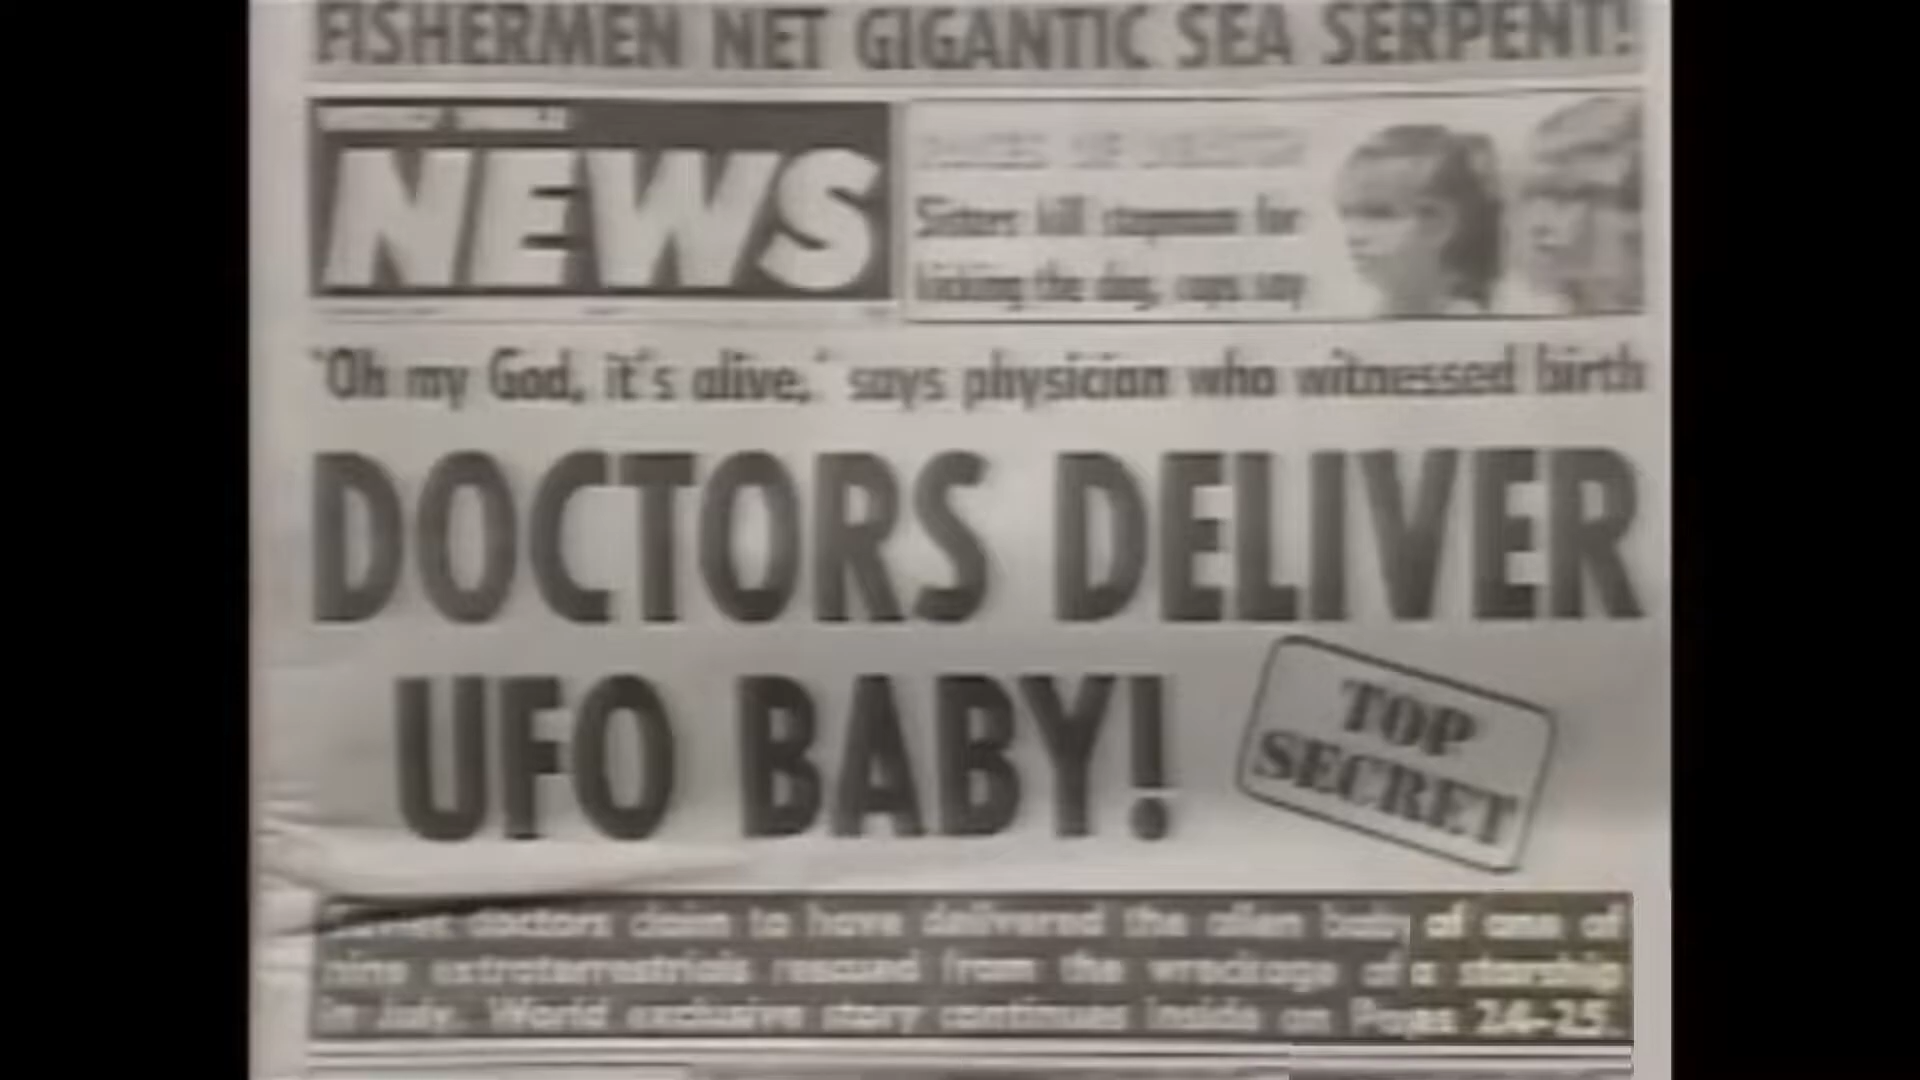 FISHERMEN NET GIGANTIC SEA SERPENT!
NEWS
Sisters kill stepmom for
kicking the dog, cops say
'Oh my God, it's alive,' says physician who witnessed birth
DOCTORS DELIVER
UFO BABY!
TOP
SECRET
doctors claim to have delivered the alien baby of one of
nine extraterrestrials rescued from the wreckage of a starship
in July. World exclusive story continues inside on Pages 24-25.